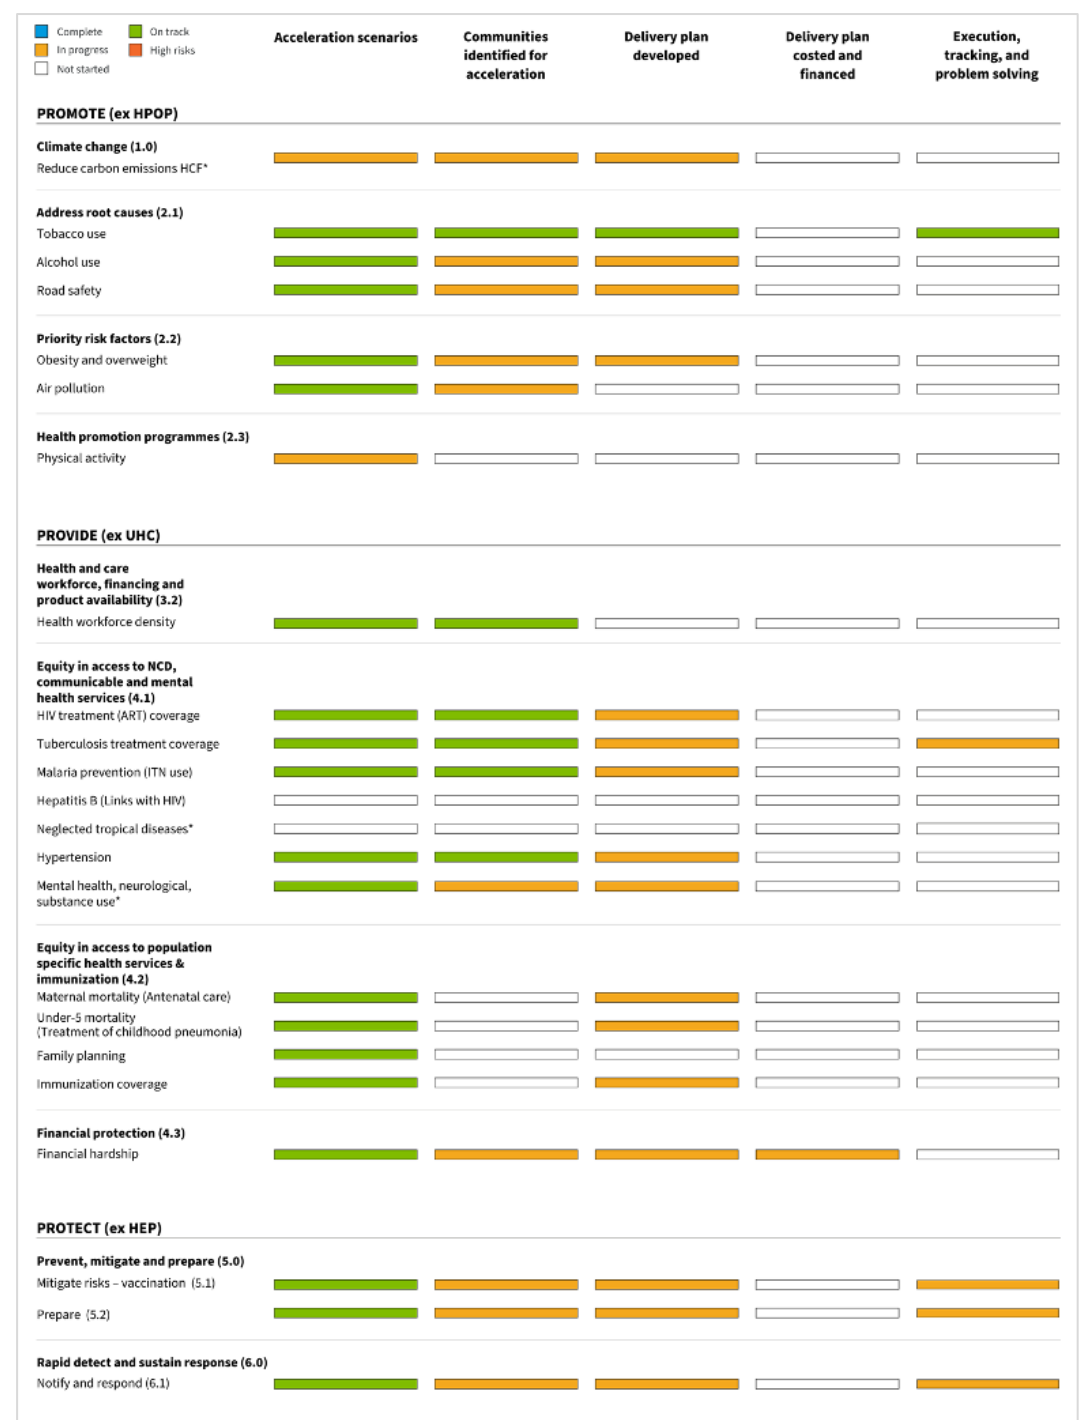 Complete
On track
In progress
High risks
Not started
Acceleration scenarios
Communities
identified for
acceleration
Delivery plan
developed
Delivery plan
costed and
financed
Execution,
tracking, and
problem solving
PROMOTE (ex HPOP)
Climate change (1.0)
Reduce carbon emissions HCF*
Address root causes (2.1)
Tobacco use
Alcohol use
Road safety
Priority risk factors (2.2)
Obesity and overweight
Air pollution
Health promotion programmes (2.3)
Physical activity
PROVIDE (ex UHC)
Health and care
workforce, financing and
product availability (3.2)
Health workforce density
Equity in access to NCD,
communicable and mental
health services (4.1)
HIV treatment (ART) coverage
Tuberculosis treatment coverage
Malaria prevention (ITN use)
Hepatitis B (Links with HIV)
Neglected tropical diseases*
Hypertension
Mental health, neurological,
substance use*
Equity in access to population
specific health services &
immunization (4.2)
Maternal mortality (Antenatal care)
Under-5 mortality
(Treatment of childhood pneumonia)
Family planning
Immunization coverage
Financial protection (4.3)
Financial hardship
PROTECT (ex HEP)
Prevent, mitigate and prepare (5.0)
Mitigate risks – vaccination (5.1)
Prepare (5.2)
Rapid detect and sustain response (6.0)
Notify and respond (6.1)